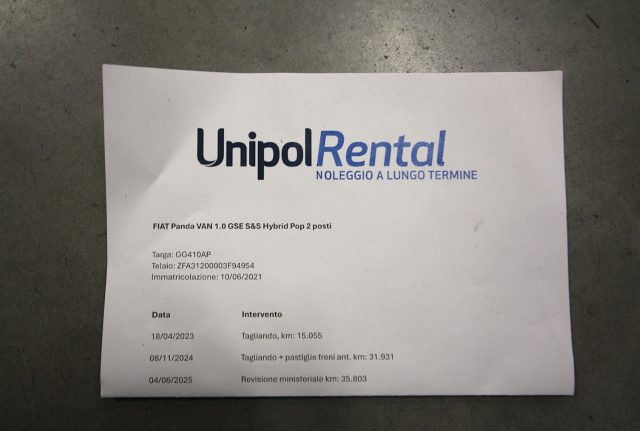 UnipolRental
NOLEGGIO A LUNGO TERMINE
FIAT Panda VAN 1.0 GSE S&S Hybrid Pop 2 posti
Targa: GG410AP
Telaio: ZFA31200003F94954
Immatricolazione: 10/06/2021
Data Intervento
18/04/2023 Tagliando, km: 15.055
08/11/2024 Tagliando + pastiglie freni ant. km: 31.931
04/06/2025 Revisione ministeriale km: 35.803